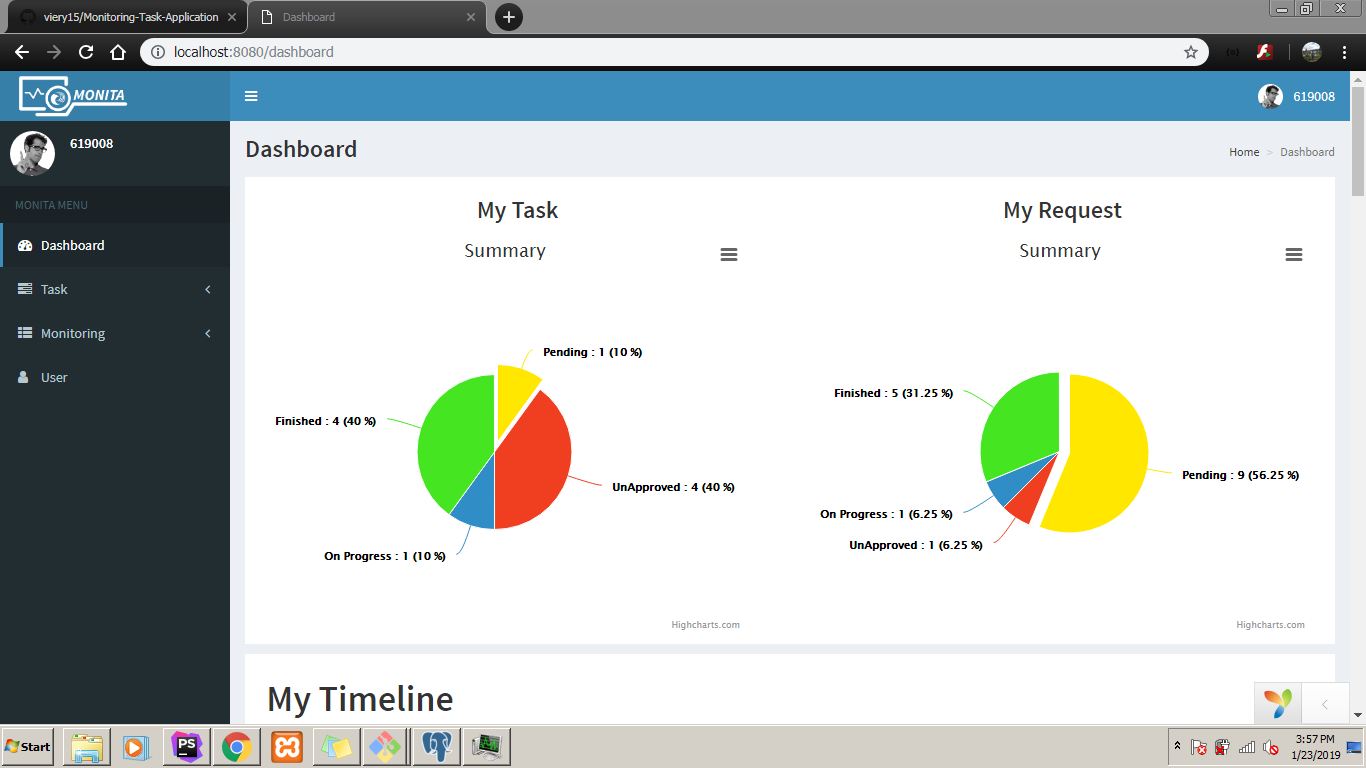 viery15/Monitoring-Task-Application
Dashboard
localhost:8080/dashboard
MONITA
619008
619008
MONITA MENU
Dashboard
Task
Monitoring
User
Dashboard
Home > Dashboard
My Task
Summary
Pending : 1 (10 %)
Finished : 4 (40 %)
UnApproved : 4 (40 %)
On Progress : 1 (10 %)
Highcharts.com
My Request
Summary
Finished : 5 (31.25 %)
Pending : 9 (56.25 %)
On Progress : 1 (6.25 %)
UnApproved : 1 (6.25 %)
Highcharts.com
My Timeline
Start
PS
3:57 PM
1/23/2019